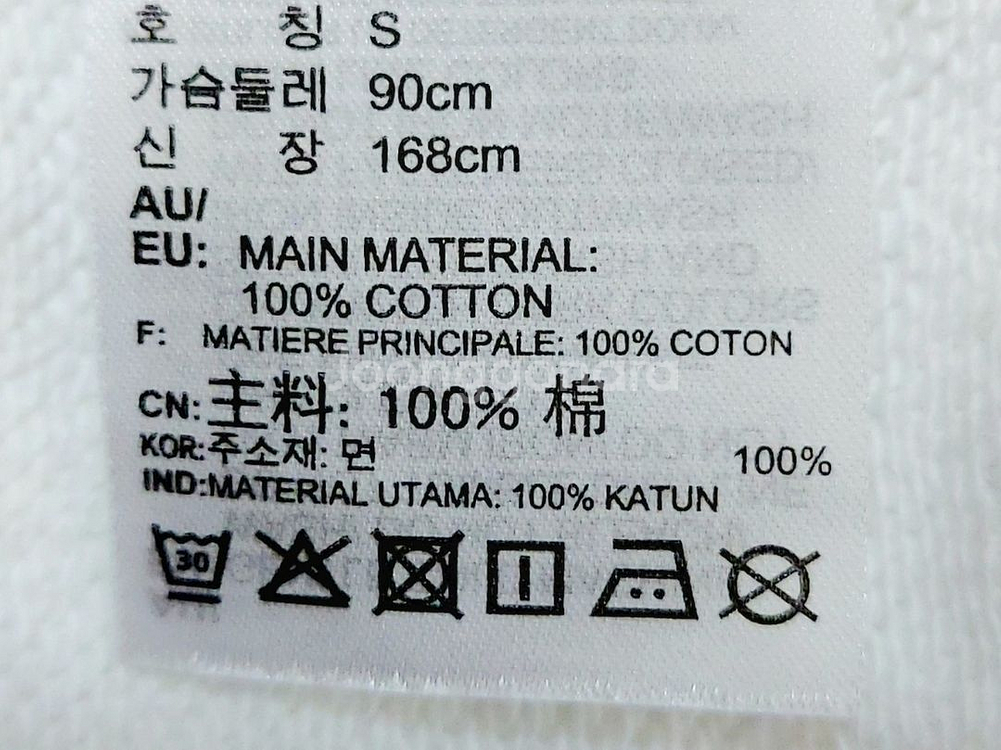 호 칭 S
가슴둘레 90cm
신 장 168cm
AU/
EU: MAIN MATERIAL:
100% COTTON
F: MATIERE PRINCIPALE: 100% COTON
CN: 主料: 100% 棉
KOR:주소재: 면 100%
IND:MATERIAL UTAMA: 100% KATUN
30